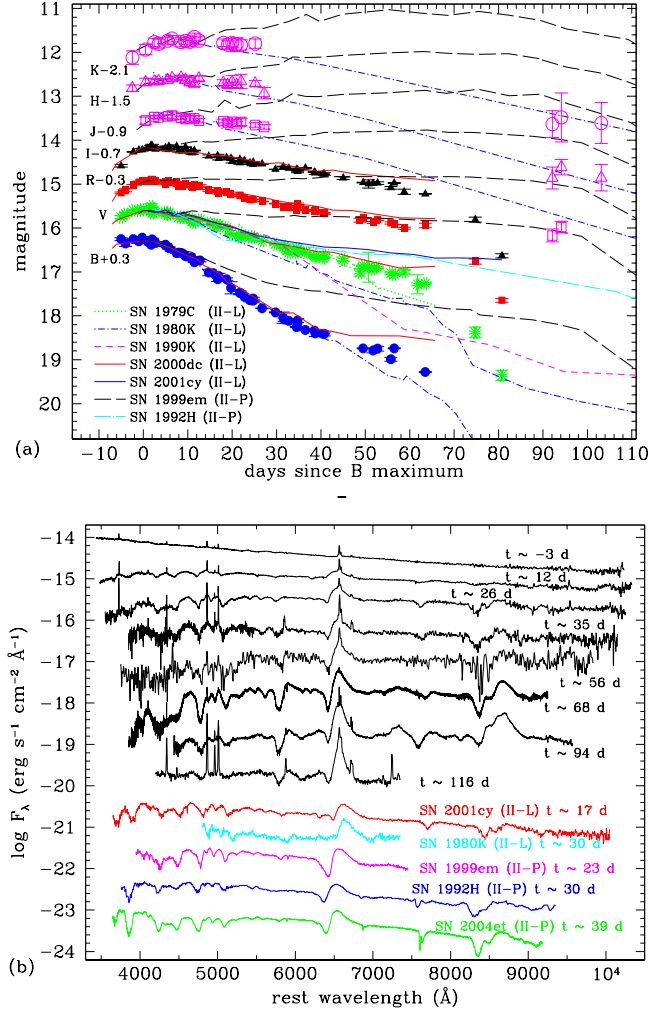 11
12
13
14
15
16
17
18
19
20
magnitude
K−2.1
H−1.5
J−0.9
I−0.7
R−0.3
V
B+0.3
SN 1979C (II−L)
SN 1980K (II−L)
SN 1990K (II−L)
SN 2000dc (II−L)
SN 2001cy (II−L)
SN 1999em (II−P)
SN 1992H (II−P)
(a)
−10 0 10 20 30 40 50 60 70 80 90 100 110
days since B maximum
−14
−15
−16
−17
−18
−19
−20
−21
−22
−23
−24
log F_λ (erg s⁻¹ cm⁻² Å⁻¹)
t ~ −3 d
t ~ 12 d
t ~ 26 d
t ~ 35 d
t ~ 56 d
t ~ 68 d
t ~ 94 d
t ~ 116 d
SN 2001cy (II−L) t ~ 17 d
SN 1980K (II−L) t ~ 30 d
SN 1999em (II−P) t ~ 23 d
SN 1992H (II−P) t ~ 30 d
SN 2004et (II−P) t ~ 39 d
(b)
4000 5000 6000 7000 8000 9000 10⁴
rest wavelength (Å)